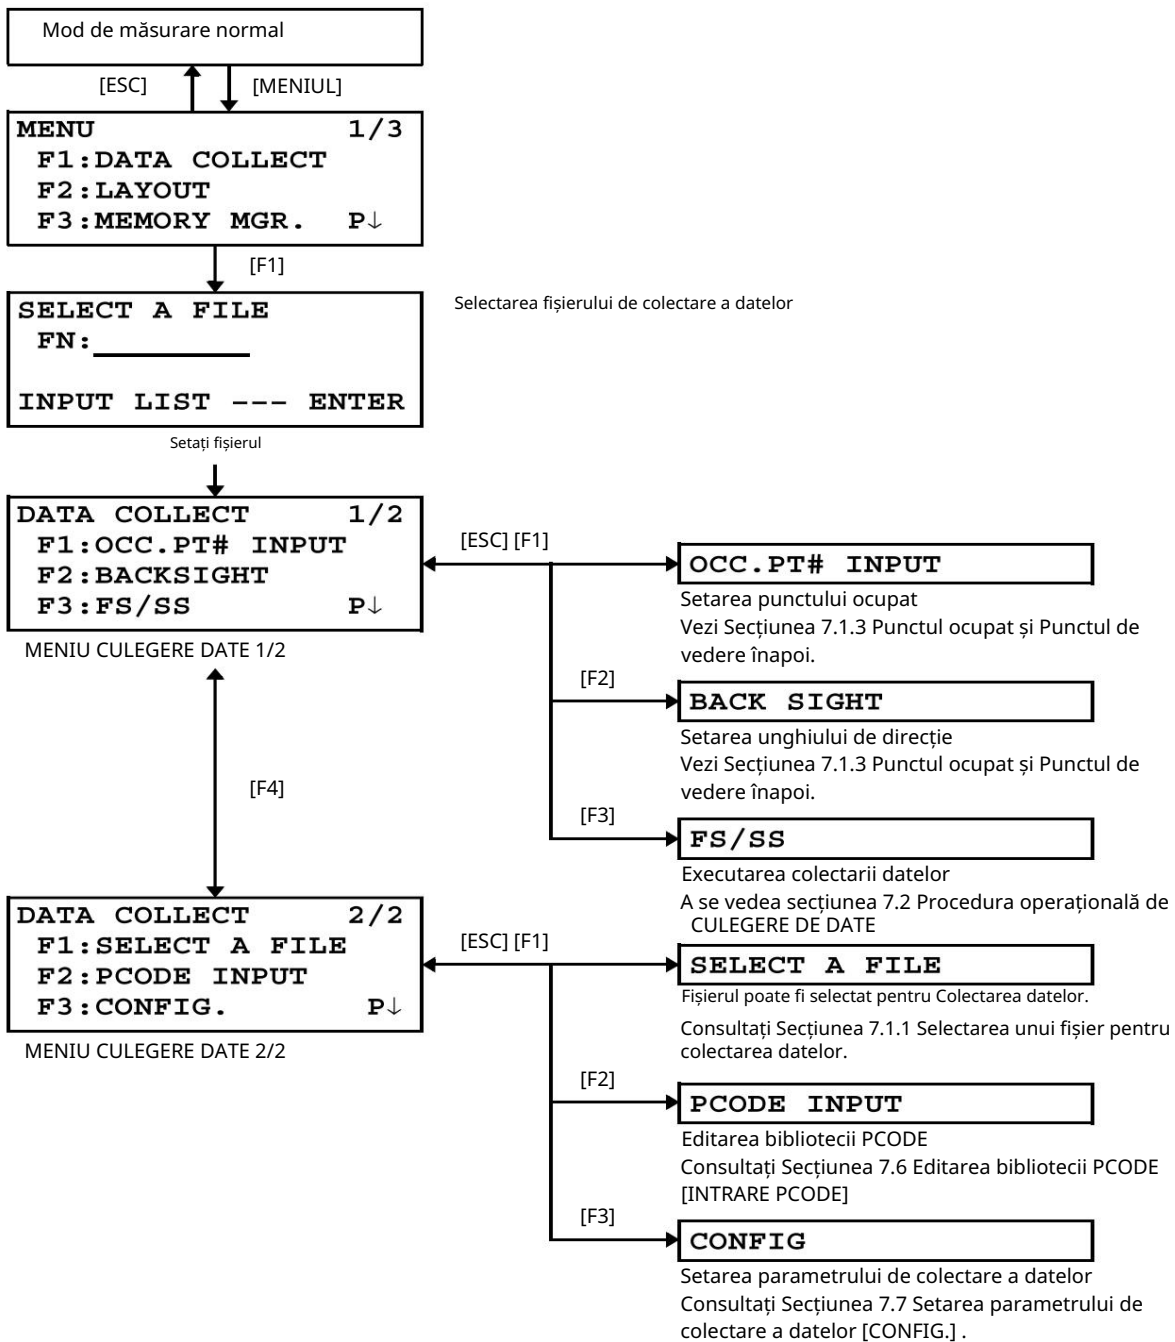 Mod de măsurare normal
[ESC]
[MENIUL]
MENU 1/3
F1:DATA COLLECT
F2:LAYOUT
F3:MEMORY MGR. P↓
[F1]
SELECT A FILE
FN:
INPUT LIST --- ENTER
Selectarea fișierului de colectare a datelor
Setați fișierul
DATA COLLECT 1/2
F1:OCC.PT# INPUT
F2:BACKSIGHT
F3:FS/SS P↓
MENIU CULEGERE DATE 1/2
[ESC] [F1]
OCC.PT# INPUT
Setarea punctului ocupat
Vezi Secțiunea 7.1.3 Punctul ocupat și Punctul de
vedere înapoi.
[F2]
BACK SIGHT
Setarea unghiului de direcție
Vezi Secțiunea 7.1.3 Punctul ocupat și Punctul de
vedere înapoi.
[F3]
FS/SS
Executarea colectarii datelor
A se vedea secțiunea 7.2 Procedura operațională de
CULEGERE DE DATE
[F4]
DATA COLLECT 2/2
F1:SELECT A FILE
F2:PCODE INPUT
F3:CONFIG. P↓
MENIU CULEGERE DATE 2/2
[ESC] [F1]
SELECT A FILE
Fișierul poate fi selectat pentru Colectarea datelor.
Consultați Secțiunea 7.1.1 Selectarea unui fișier pentru
colectarea datelor.
[F2]
PCODE INPUT
Editarea bibliotecii PCODE
Consultați Secțiunea 7.6 Editarea bibliotecii PCODE
[INTRARE PCODE]
[F3]
CONFIG
Setarea parametrului de colectare a datelor
Consultați Secțiunea 7.7 Setarea parametrului de
colectare a datelor [CONFIG.] .